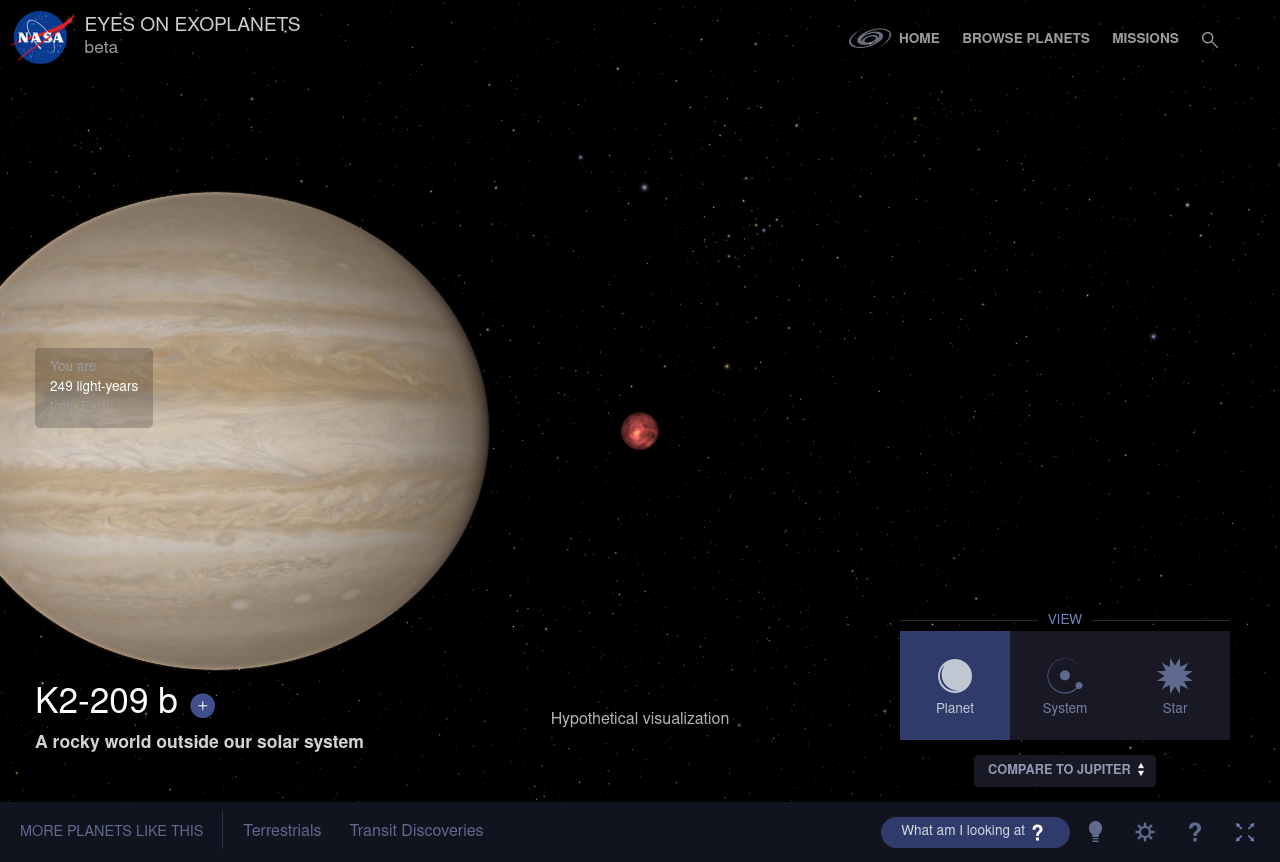 NASA
EYES ON EXOPLANETS
beta
HOME
BROWSE PLANETS
MISSIONS
You are
249 light-years
from Earth
K2-209 b +
A rocky world outside our solar system
Hypothetical visualization
VIEW
Planet
System
Star
COMPARE TO JUPITER
MORE PLANETS LIKE THIS
Terrestrials
Transit Discoveries
What am I looking at ?
?